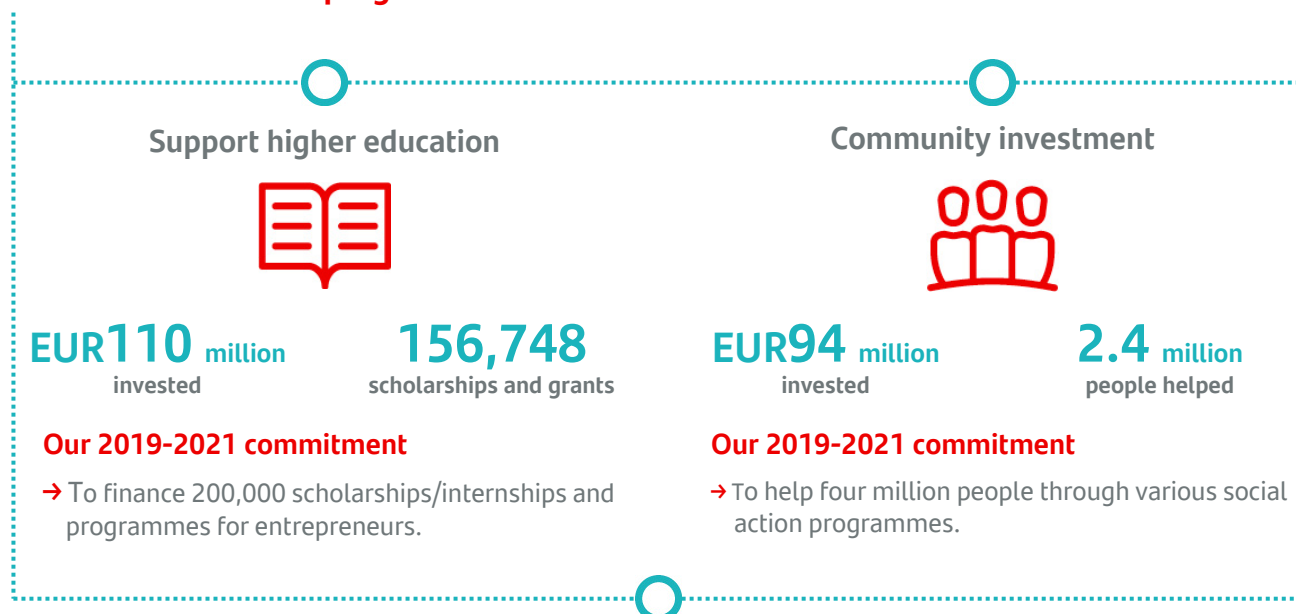 Support higher education
EUR110 million
invested
156,748
scholarships and grants
Our 2019-2021 commitment
→ To finance 200,000 scholarships/internships and
programmes for entrepreneurs.
Community investment
EUR94 million
invested
2.4 million
people helped
Our 2019-2021 commitment
→ To help four million people through various social
action programmes.